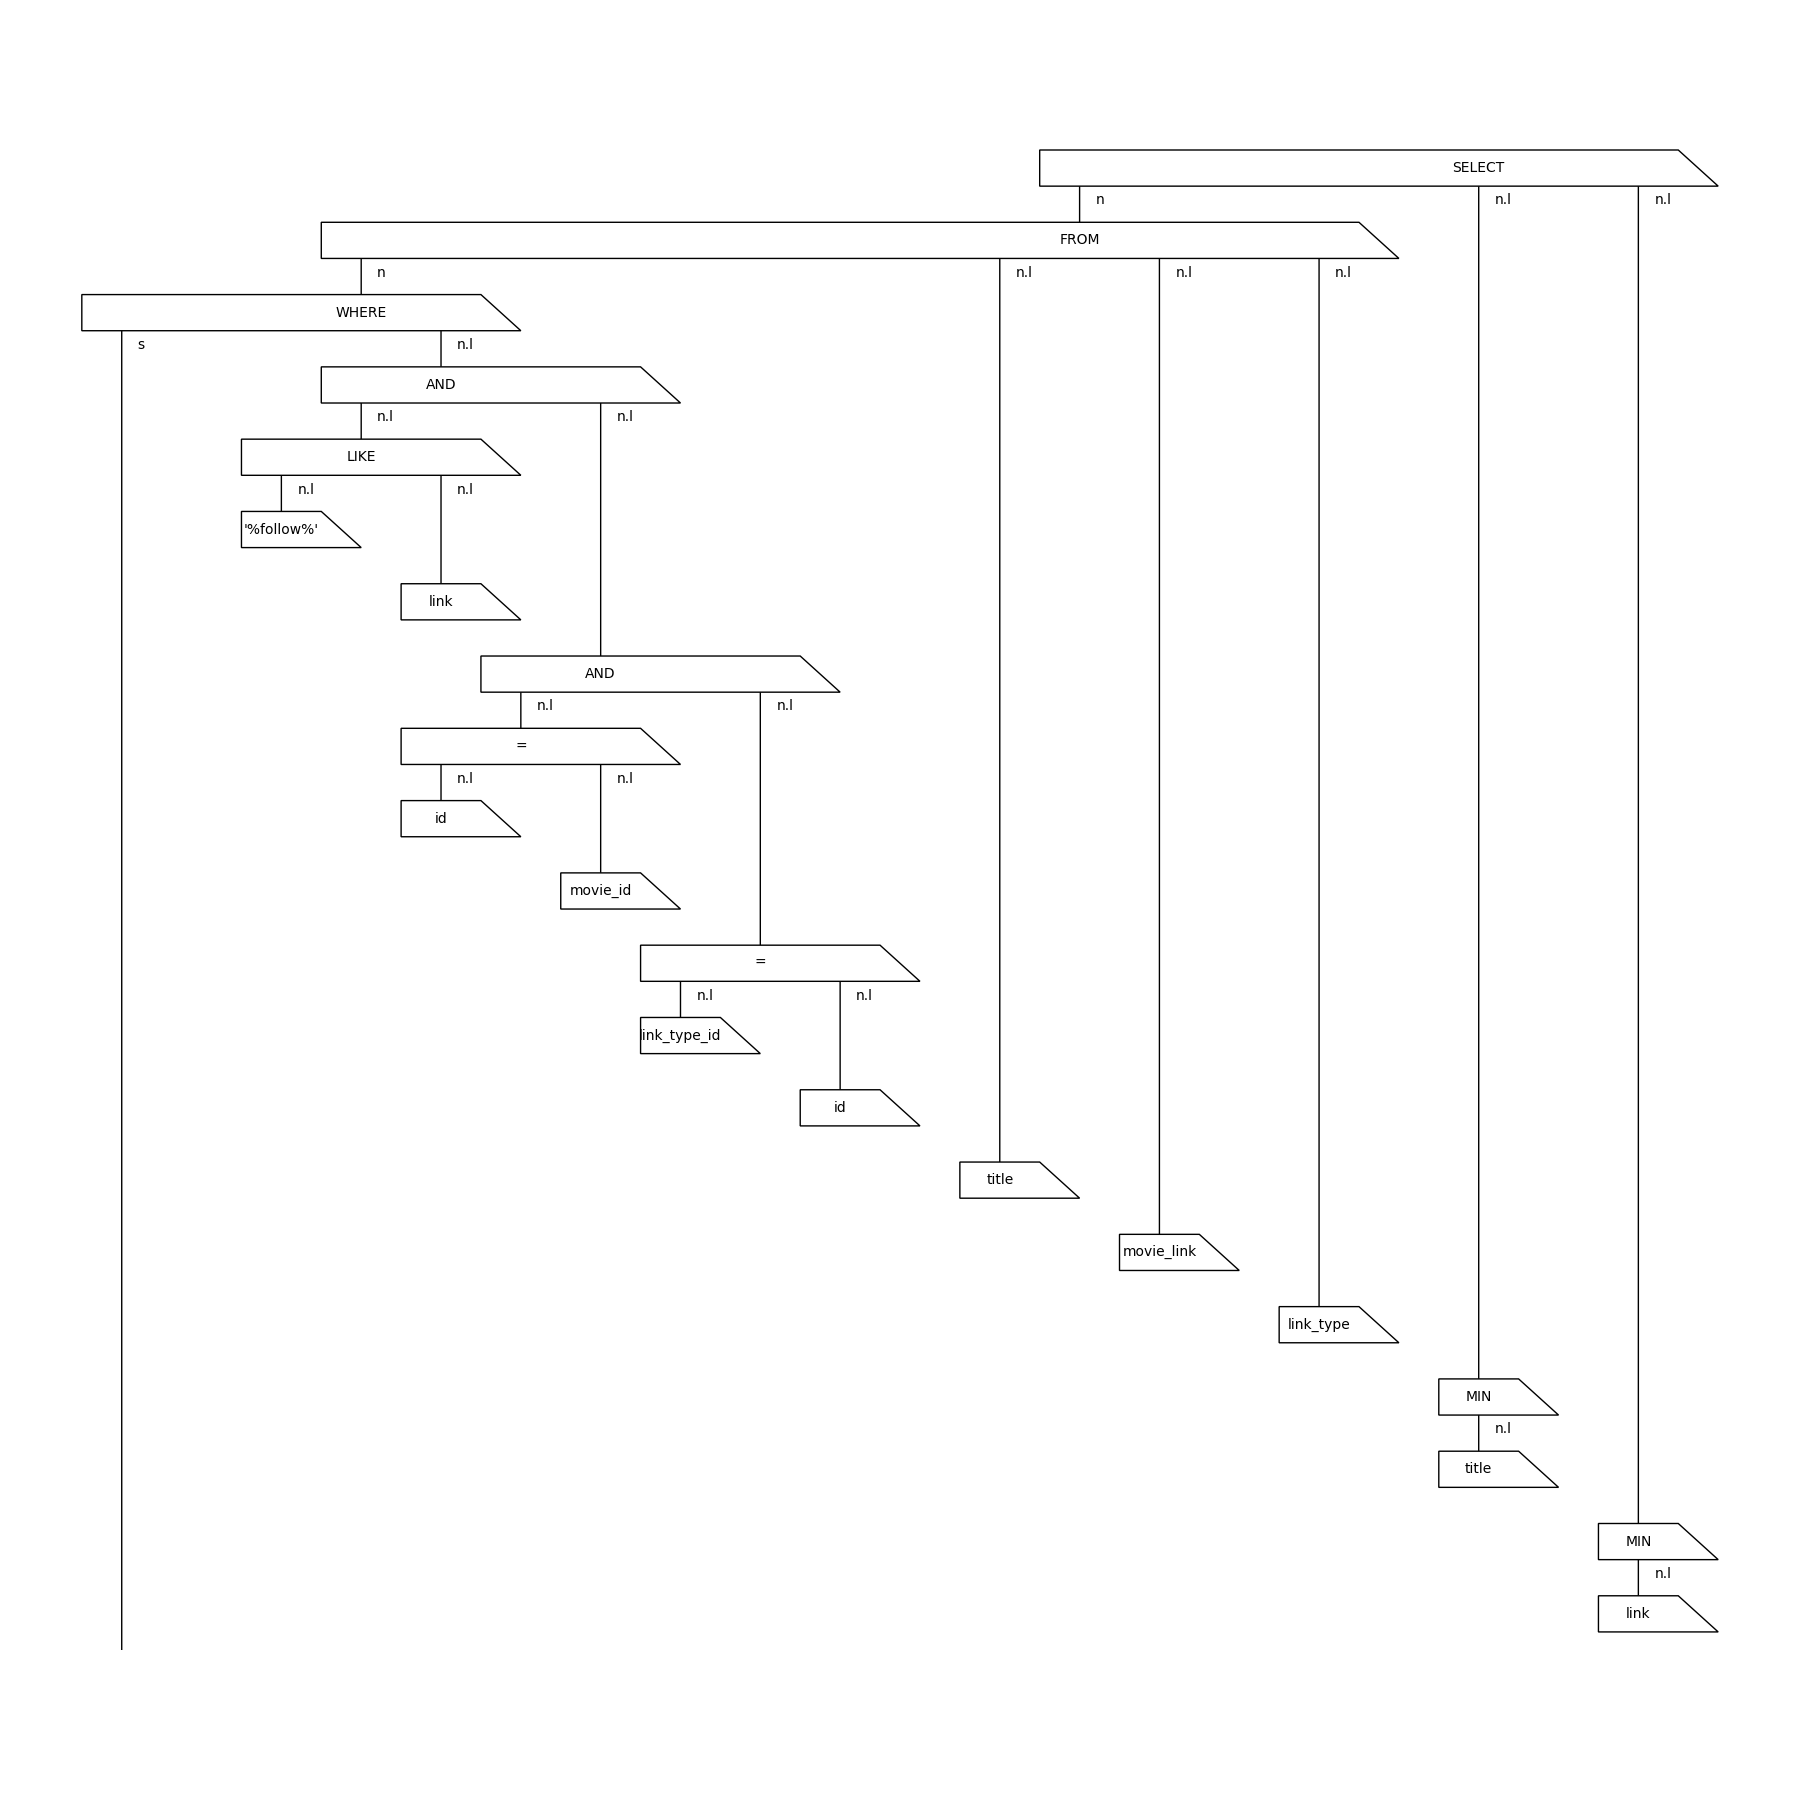 SELECT
n n.l n.l
FROM
n n.l n.l n.l
WHERE
s n.l
AND
n.l n.l
LIKE
n.l n.l
'%follow%'
link
AND
n.l n.l
=
n.l n.l
id
movie_id
=
n.l n.l
link_type_id
id
title
movie_link
link_type
MIN
n.l
title
MIN
n.l
link